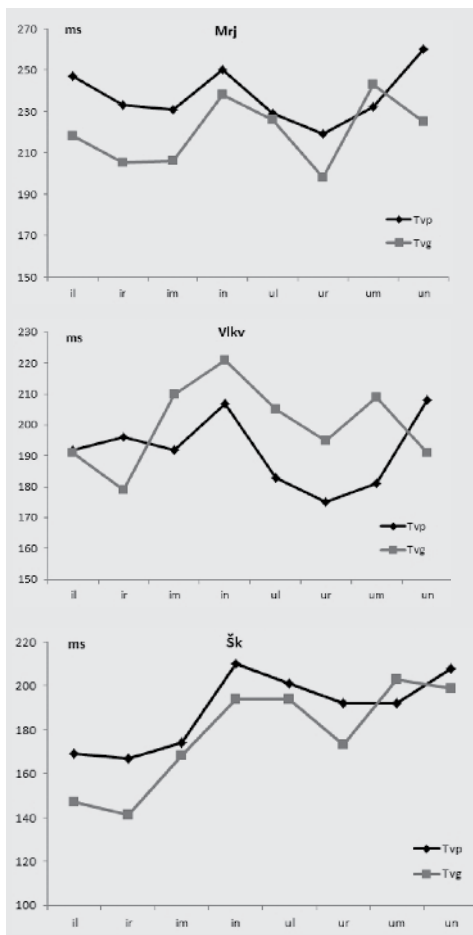 ms Mrj
270
250
230
210
190
170
150
Tvp
Tvg
il ir im in ul ur um un
ms Vlkv
230
220
210
200
190
180
170
160
150
Tvp
Tvg
il ir im in ul ur um un
ms Šk
220
200
180
160
140
120
100
Tvp
Tvg
il ir im in ul ur um un